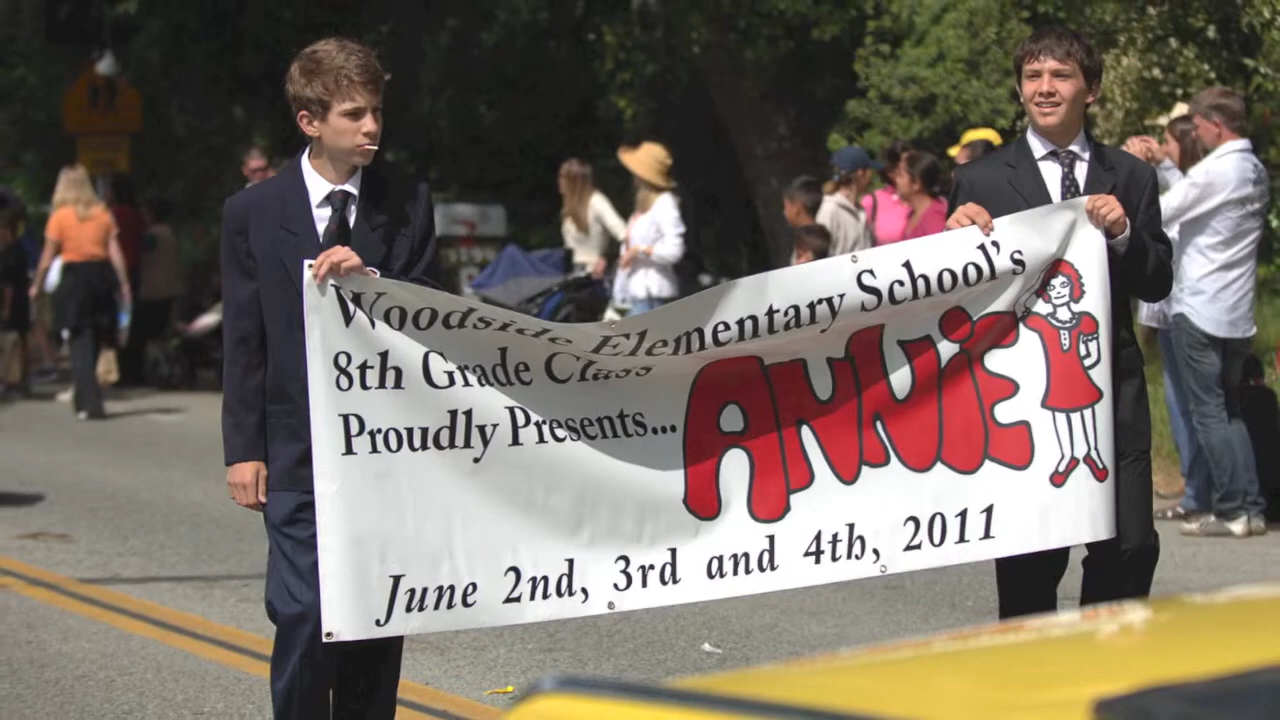 Woodside Elementary School's
8th Grade Class
Proudly Presents...
ANNIE
June 2nd, 3rd and 4th, 2011